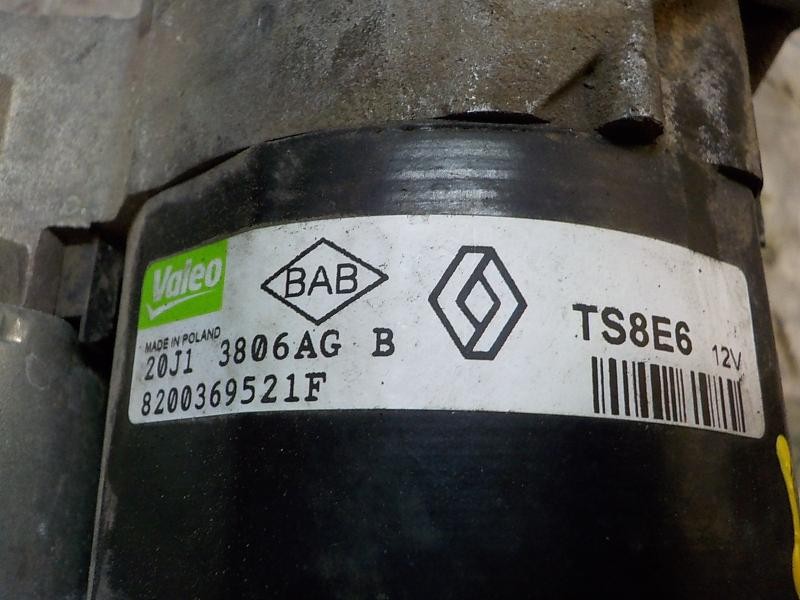 Valeo
BAB
TS8E6 12V
MADE IN POLAND
20J1 3806AG B
8200369521F